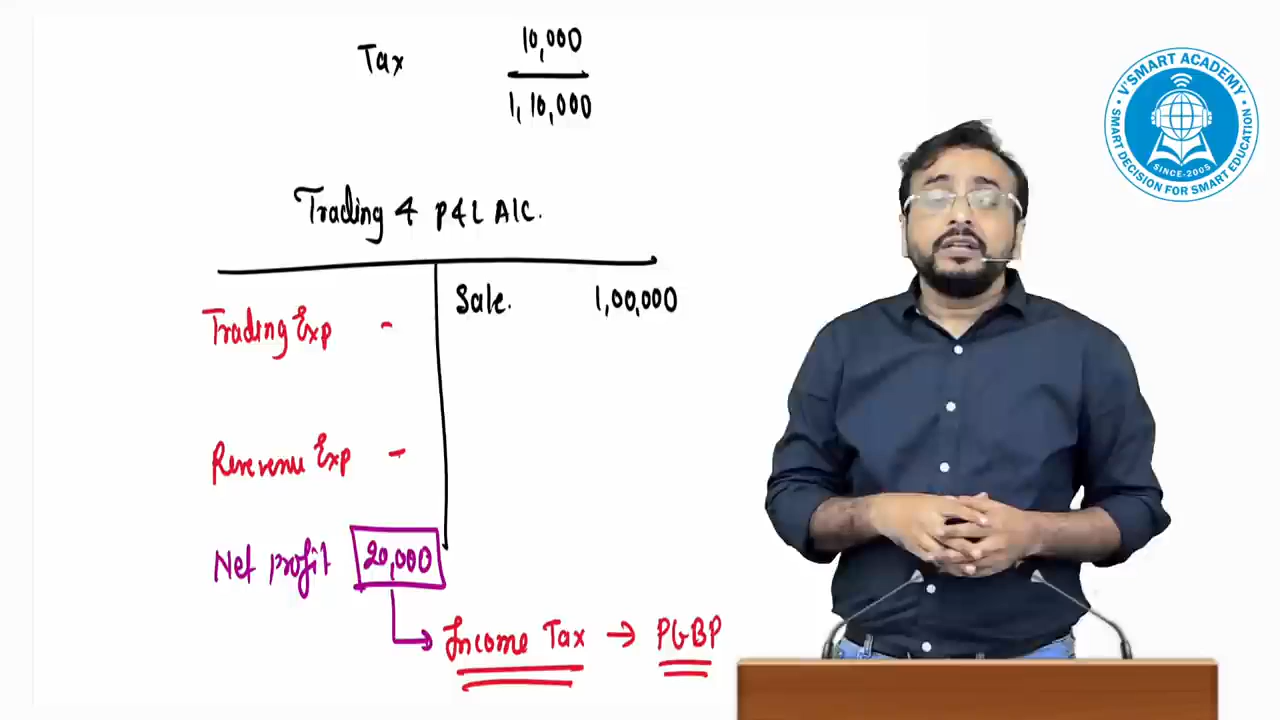 10,000
Tax
1,10,000
Trading & P&L A/C.
Sale. 1,00,000
Trading Exp -
Revenue Exp -
Net profit 20,000
Income Tax → PGBP
V'SMART ACADEMY
SINCE-2005
SMART DECISION FOR SMART EDUCATION